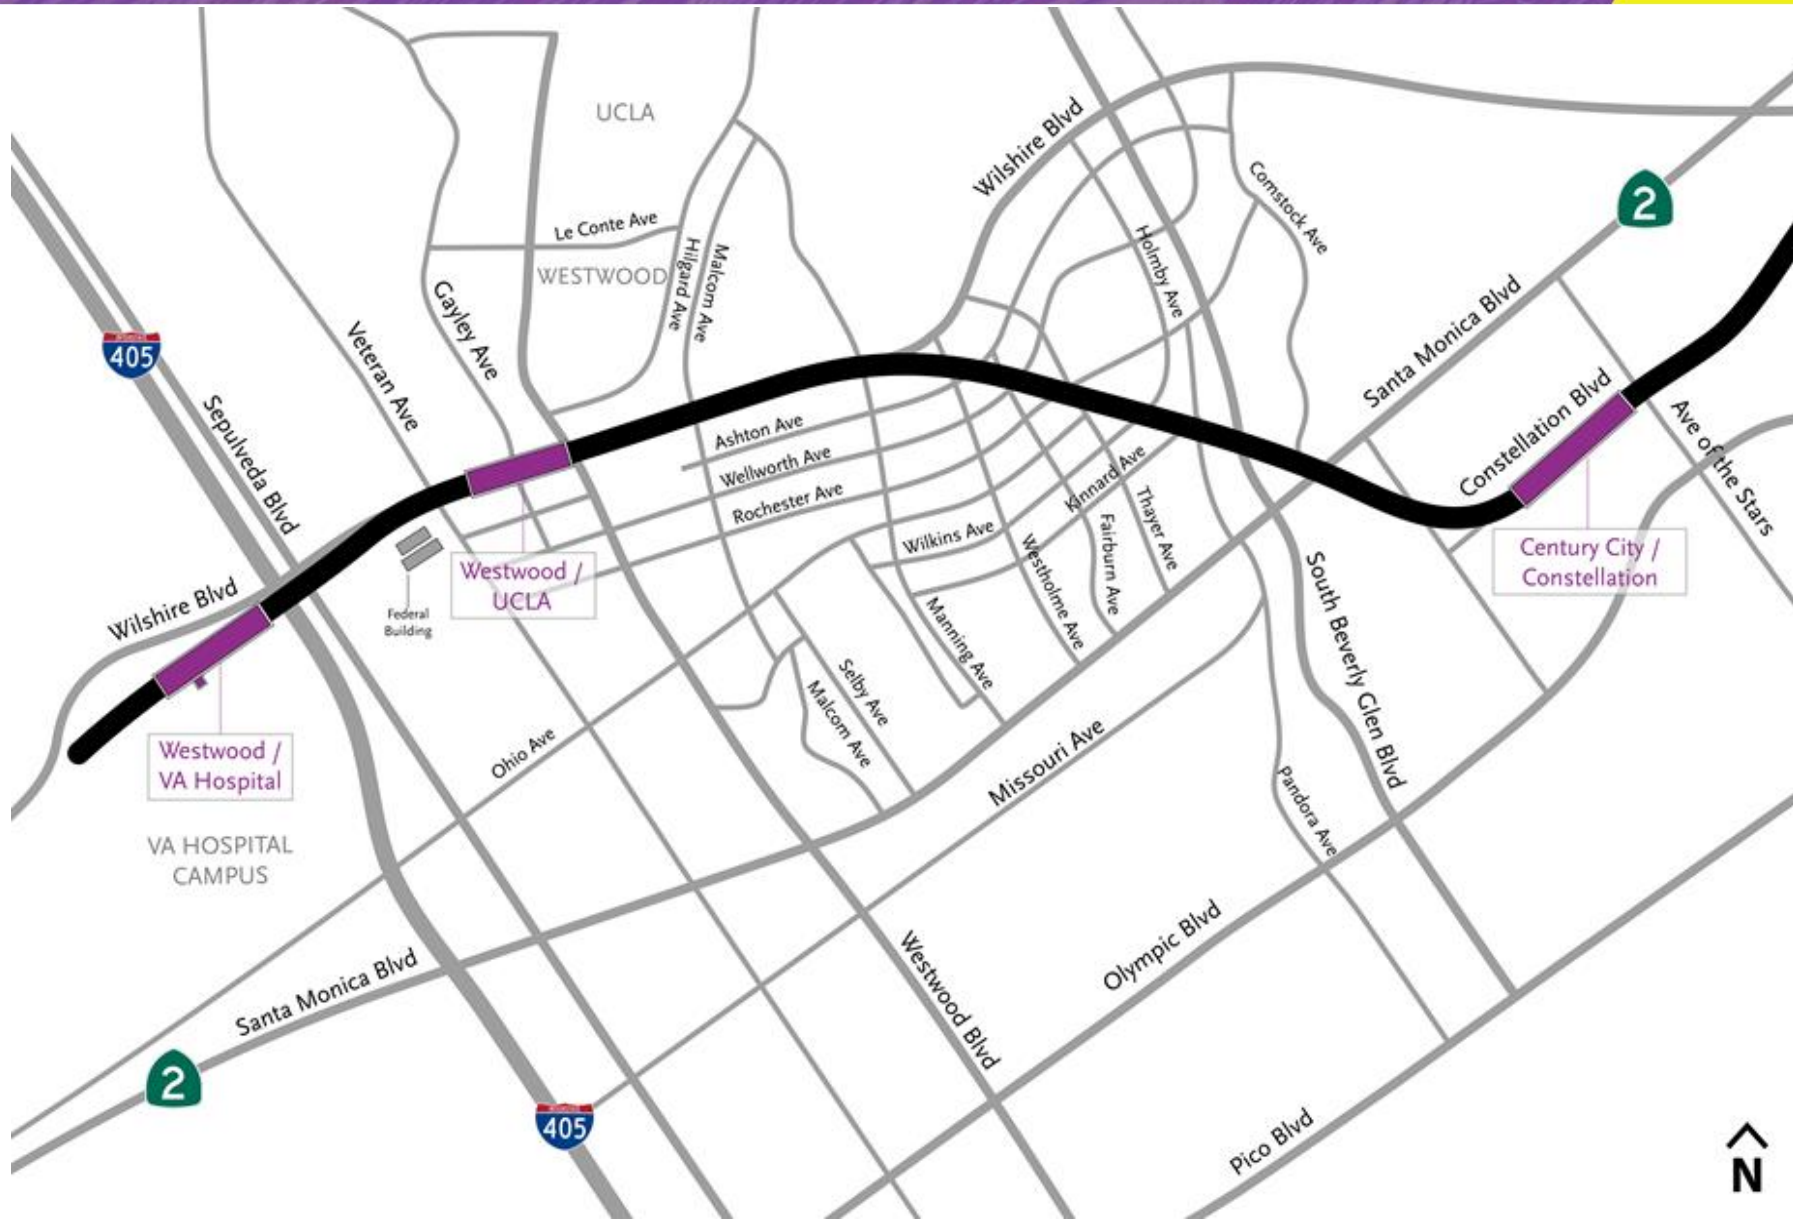 UCLA
Wilshire Blvd
Comstock Ave
2
Le Conte Ave
Holmby Ave
WESTWOOD
Hilgard Ave
Malcom Ave
Gayley Ave
Veteran Ave
405
Santa Monica Blvd
Sepulveda Blvd
Constellation Blvd
Ave of the Stars
Ashton Ave
Wellworth Ave
Rochester Ave
Kinnard Ave
Thayer Ave
Fairburn Ave
Wilkins Ave
Westholme Ave
Century City /
Constellation
Westwood /
UCLA
Federal
Building
Wilshire Blvd
Manning Ave
South Beverly Glen Blvd
Selby Ave
Malcom Ave
Westwood /
VA Hospital
Ohio Ave
Missouri Ave
Pandora Ave
VA HOSPITAL
CAMPUS
Santa Monica Blvd
Westwood Blvd
Olympic Blvd
2
405
Pico Blvd
N